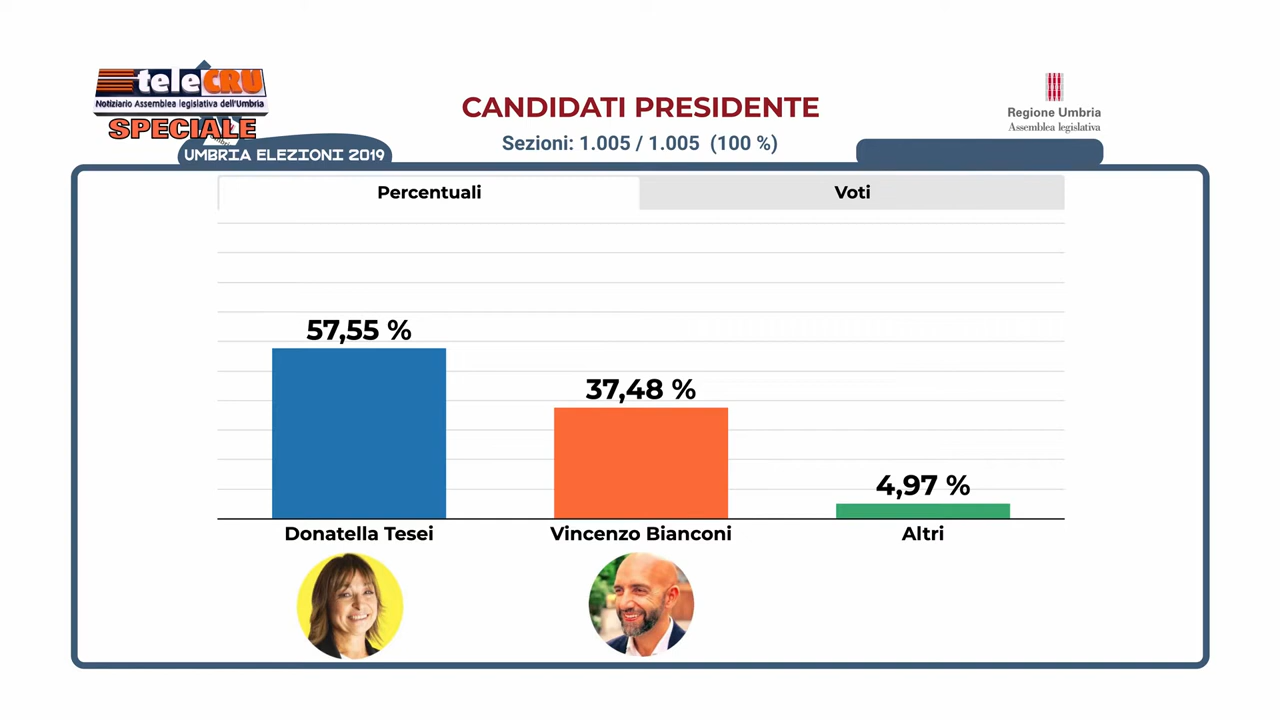 teleCRU
Notiziario Assemblea legislativa dell'Umbria
SPECIALE
UMBRIA ELEZIONI 2019
CANDIDATI PRESIDENTE
Sezioni: 1.005 / 1.005 (100 %)
Regione Umbria
Assemblea legislativa
Percentuali
Voti
57,55 %
37,48 %
4,97 %
Donatella Tesei
Vincenzo Bianconi
Altri